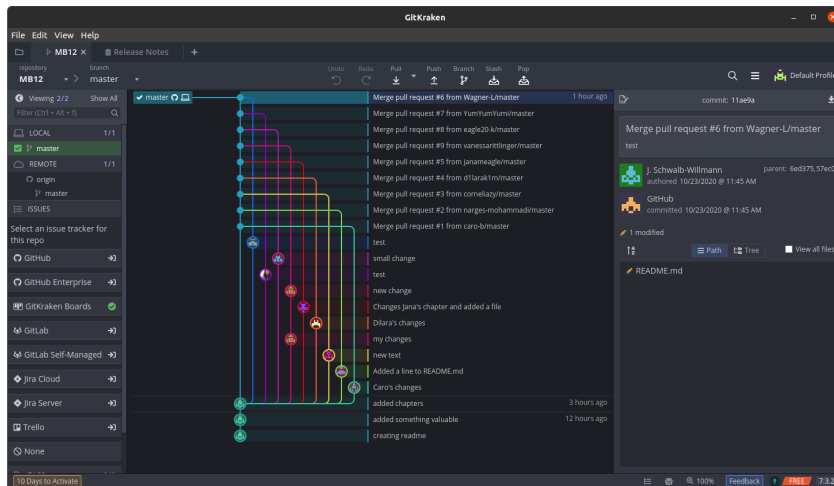 GitKraken
File Edit View Help
MB12
Release Notes
repository
MB12
branch
master
Undo Redo Pull Push Branch Stash Pop
Default Profile
Viewing 2/2 Show All
Filter (Ctrl + Alt + f)
LOCAL 1/1
master
REMOTE 1/1
origin
master
ISSUES
Select an Issue tracker for
this repo
GitHub
GitHub Enterprise
GitKraken Boards
GitLab
GitLab Self-Managed
Jira Cloud
Jira Server
Trello
None
10 Days to Activate
master
Merge pull request #6 from Wagner-L/master 1 hour ago
Merge pull request #7 from YumYumYumi/master
Merge pull request #8 from eagle20-k/master
Merge pull request #9 from vanessarittlinger/master
Merge pull request #5 from janameagle/master
Merge pull request #4 from d1larak1m/master
Merge pull request #3 from corneliazy/master
Merge pull request #2 from narges-mohammadi/master
Merge pull request #1 from caro-b/master
test
small change
test
new change
Changes Jana's chapter and added a file
Dilara's changes
my changes
new text
Added a line to README.md
Caro's changes
added chapters 3 hours ago
added something valuable 12 hours ago
creating readme
commit: 11ae9a
Merge pull request #6 from Wagner-L/master
test
J. Schwalb-Willmann
authored 10/23/2020 @ 11:45 AM
parent: 6ed375,57ec0
GitHub
committed 10/23/2020 @ 11:45 AM
1 modified
Path Tree View all files
README.md
100% Feedback FREE 7.3.2